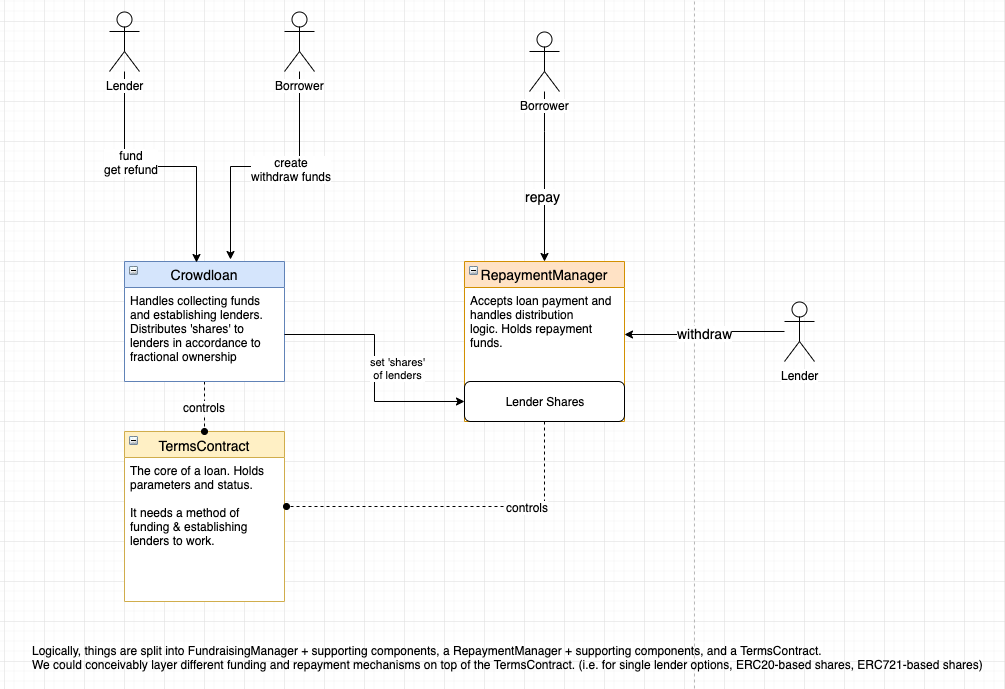 Lender
Borrower
Borrower
fund
get refund
create
withdraw funds
repay
Crowdloan
Handles collecting funds
and establishing lenders.
Distributes 'shares' to
lenders in accordance to
fractional ownership
RepaymentManager
Accepts loan payment and
handles distribution
logic. Holds repayment
funds.
withdraw
Lender
set 'shares'
of lenders
Lender Shares
controls
TermsContract
The core of a loan. Holds
parameters and status.
It needs a method of
funding & establishing
lenders to work.
controls
Logically, things are split into FundraisingManager + supporting components, a RepaymentManager + supporting components, and a TermsContract.
We could conceivably layer different funding and repayment mechanisms on top of the TermsContract. (i.e. for single lender options, ERC20-based shares, ERC721-based shares)